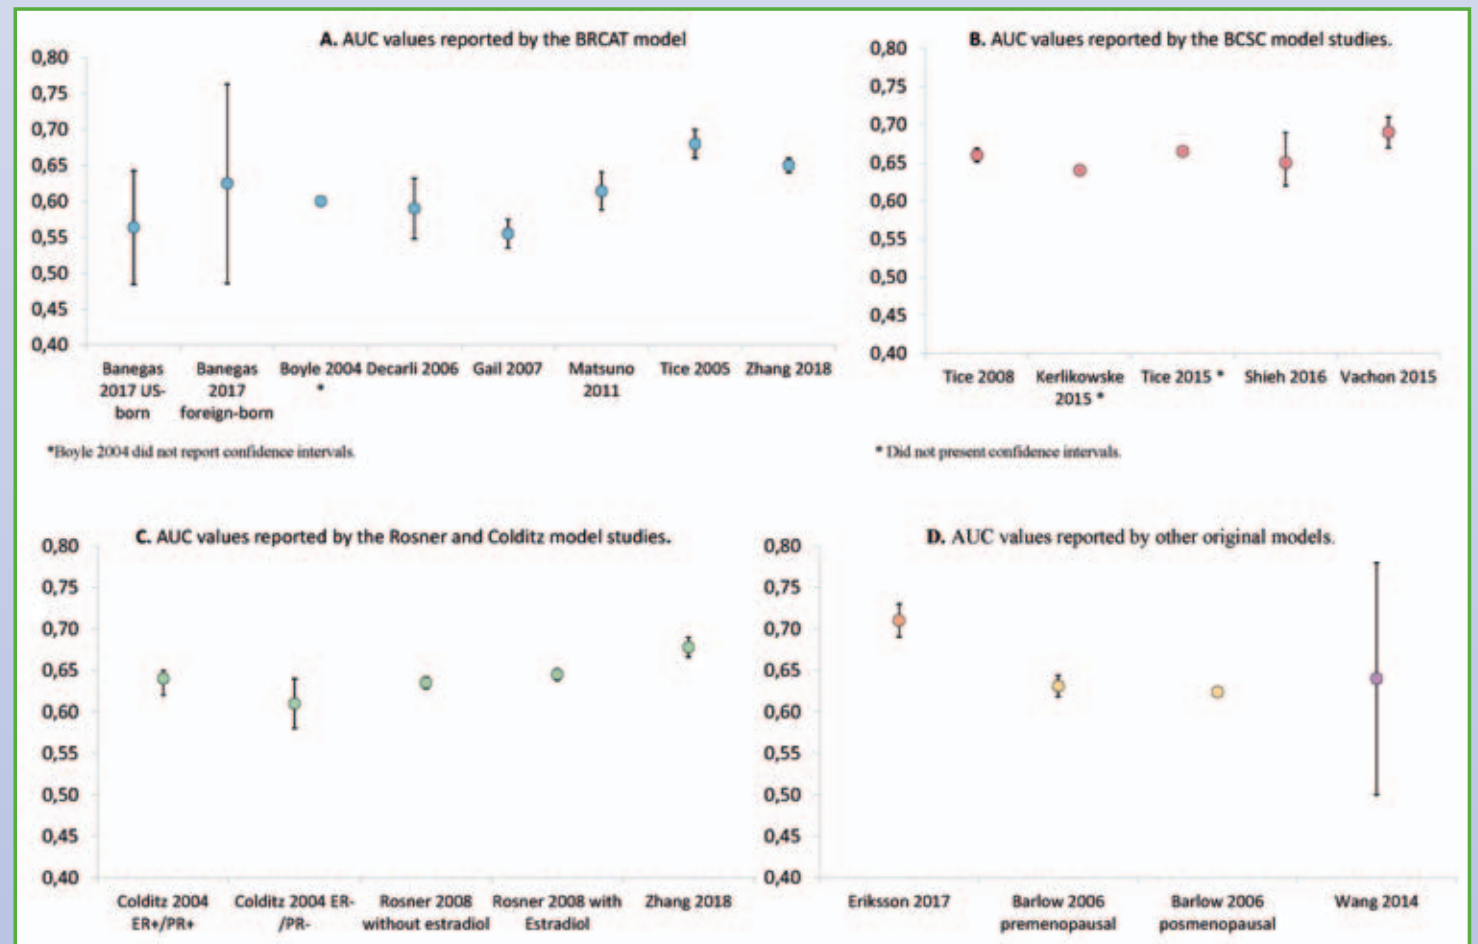 A. AUC values reported by the BRCAT model
0,80
0,75
0,70
0,65
0,60
0,55
0,50
0,45
0,40
Banegas 2017 US-born
Banegas 2017 foreign-born
Boyle 2004 *
Decarli 2006
Gail 2007
Matsuno 2011
Tice 2005
Zhang 2018
*Boyle 2004 did not report confidence intervals.
B. AUC values reported by the BCSC model studies.
0,80
0,75
0,70
0,65
0,60
0,55
0,50
0,45
0,40
Tice 2008
Kerlikowske 2015 *
Tice 2015 *
Shieh 2016
Vachon 2015
* Did not present confidence intervals.
C. AUC values reported by the Rosner and Colditz model studies.
0,80
0,75
0,70
0,65
0,60
0,55
0,50
0,45
0,40
Colditz 2004 ER+/PR+
Colditz 2004 ER-/PR-
Rosner 2008 without estradiol
Rosner 2008 with Estradiol
Zhang 2018
D. AUC values reported by other original models.
0,80
0,75
0,70
0,65
0,60
0,55
0,50
0,45
0,40
Eriksson 2017
Barlow 2006 premenopausal
Barlow 2006 posmenopausal
Wang 2014